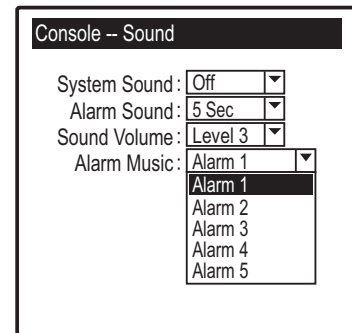 Console -- Sound
System Sound: Off
Alarm Sound: 5 Sec
Sound Volume: Level 3
Alarm Music: Alarm 1
Alarm 1
Alarm 2
Alarm 3
Alarm 4
Alarm 5